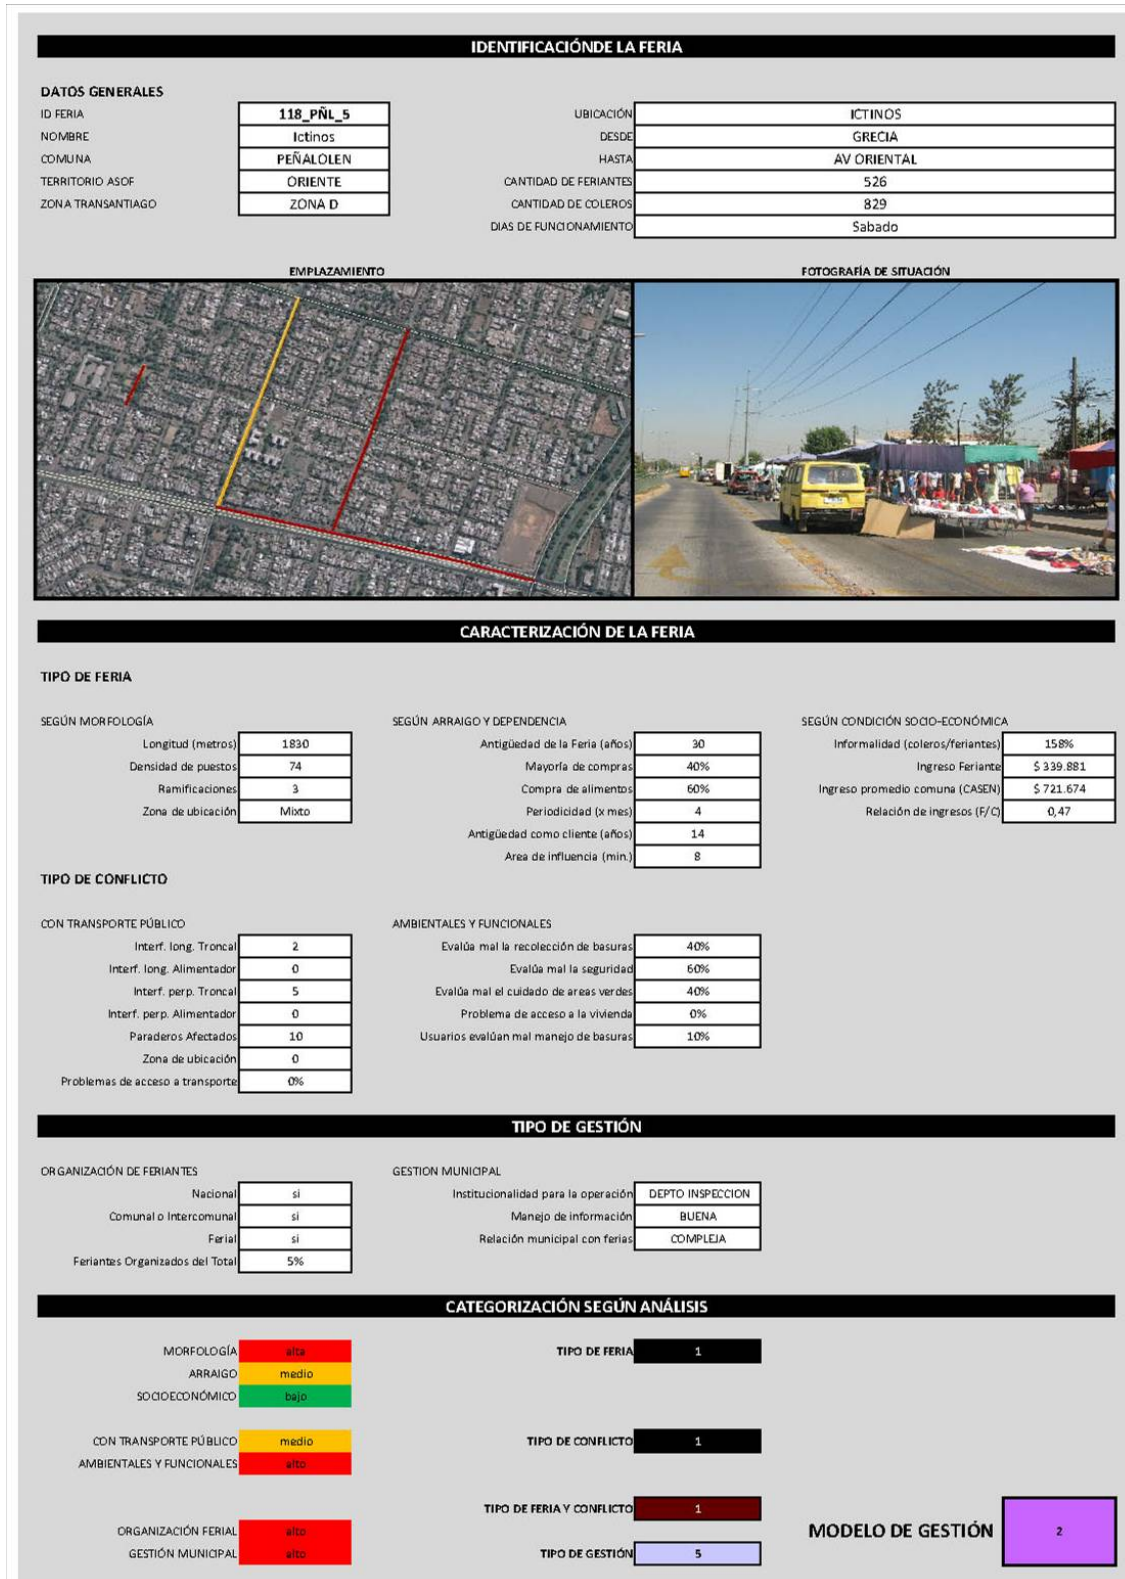 IDENTIFICACIÓNDE LA FERIA
DATOS GENERALES
ID FERIA 118_PÑL_5 UBICACIÓN ICTINOS
NOMBRE Ictinos DESDE GRECIA
COMUNA PEÑALOLEN HASTA AV ORIENTAL
TERRITORIO ASOF ORIENTE CANTIDAD DE FERIANTES 526
ZONA TRANSANTIAGO ZONA D CANTIDAD DE COLEROS 829
DIAS DE FUNCIONAMIENTO Sabado
EMPLAZAMIENTO FOTOGRAFÍA DE SITUACIÓN
CARACTERIZACIÓN DE LA FERIA
TIPO DE FERIA
SEGÚN MORFOLOGÍA SEGÚN ARRAIGO Y DEPENDENCIA SEGÚN CONDICIÓN SOCIO-ECONÓMICA
Longitud (metros) 1830 Antigüedad de la Feria (años) 30 Informalidad (coleros/feriantes) 158%
Densidad de puestos 74 Mayoría de compras 40% Ingreso Feriante $ 339.881
Ramificaciones 3 Compra de alimentos 60% Ingreso promedio comuna (CASEN) $ 721.674
Zona de ubicación Mixto Periodicidad (x mes) 4 Relación de ingresos (F/C) 0,47
Antigüedad como cliente (años) 14
Area de influencia (min.) 8
TIPO DE CONFLICTO
CON TRANSPORTE PÚBLICO AMBIENTALES Y FUNCIONALES
Interf. long. Troncal 2 Evalúa mal la recolección de basuras 40%
Interf. long. Alimentador 0 Evalúa mal la seguridad 60%
Interf. perp. Troncal 5 Evalúa mal el cuidado de areas verdes 40%
Interf. perp. Alimentador 0 Problema de acceso a la vivienda 0%
Paraderos Afectados 10 Usuarios evalúan mal manejo de basuras 10%
Zona de ubicación 0
Problemas de acceso a transporte 0%
TIPO DE GESTIÓN
ORGANIZACIÓN DE FERIANTES GESTION MUNICIPAL
Nacional si Institucionalidad para la operación DEPTO INSPECCION
Comunal o Intercomunal si Manejo de información BUENA
Ferial si Relación municipal con ferias COMPLEJA
Feriantes Organizados del Total 5%
CATEGORIZACIÓN SEGÚN ANÁLISIS
MORFOLOGÍA alta TIPO DE FERIA 1
ARRAIGO medio
SOCIOECONÓMICO bajo
CON TRANSPORTE PÚBLICO medio TIPO DE CONFLICTO 1
AMBIENTALES Y FUNCIONALES alto
TIPO DE FERIA Y CONFLICTO 1
ORGANIZACIÓN FERIAL alto MODELO DE GESTIÓN 2
GESTIÓN MUNICIPAL alto TIPO DE GESTIÓN 5